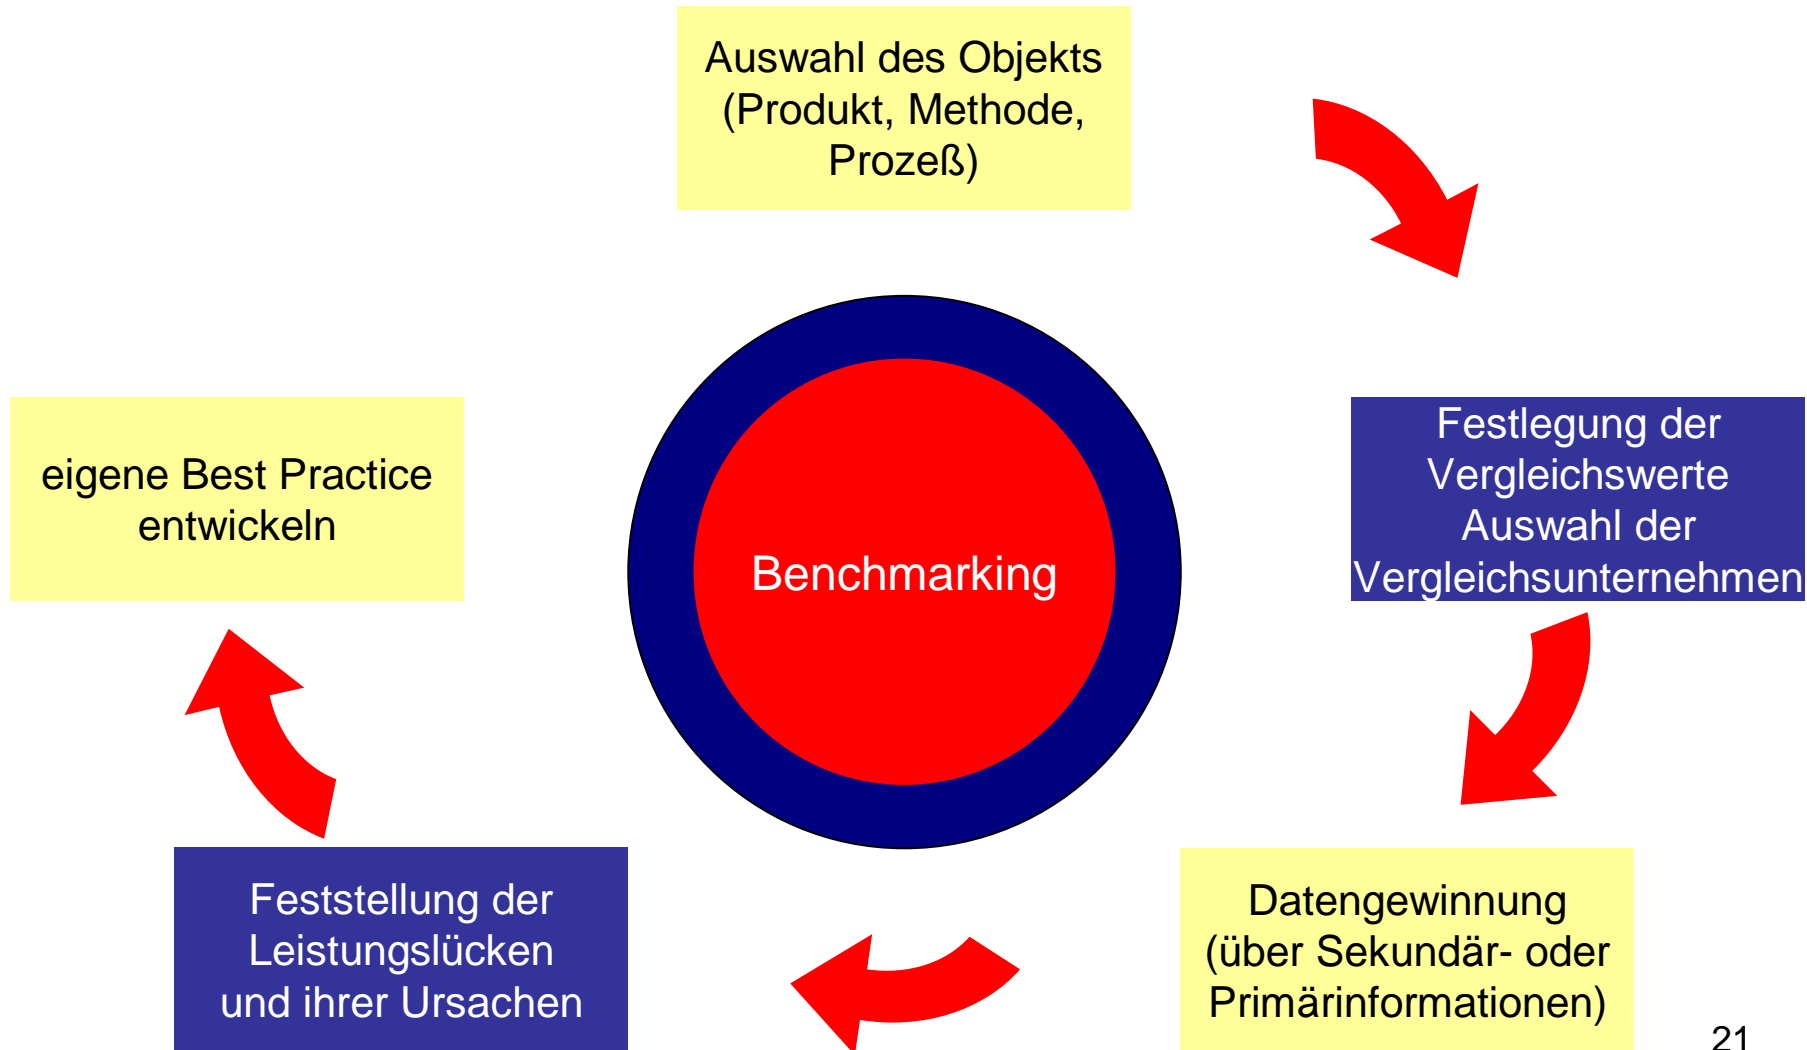 Auswahl des Objekts
(Produkt, Methode,
Prozeß)
Festlegung der
Vergleichswerte
Auswahl der
Vergleichsunternehmen
eigene Best Practice
entwickeln
Benchmarking
Feststellung der
Leistungslücken
und ihrer Ursachen
Datengewinnung
(über Sekundär- oder
Primärinformationen)
21